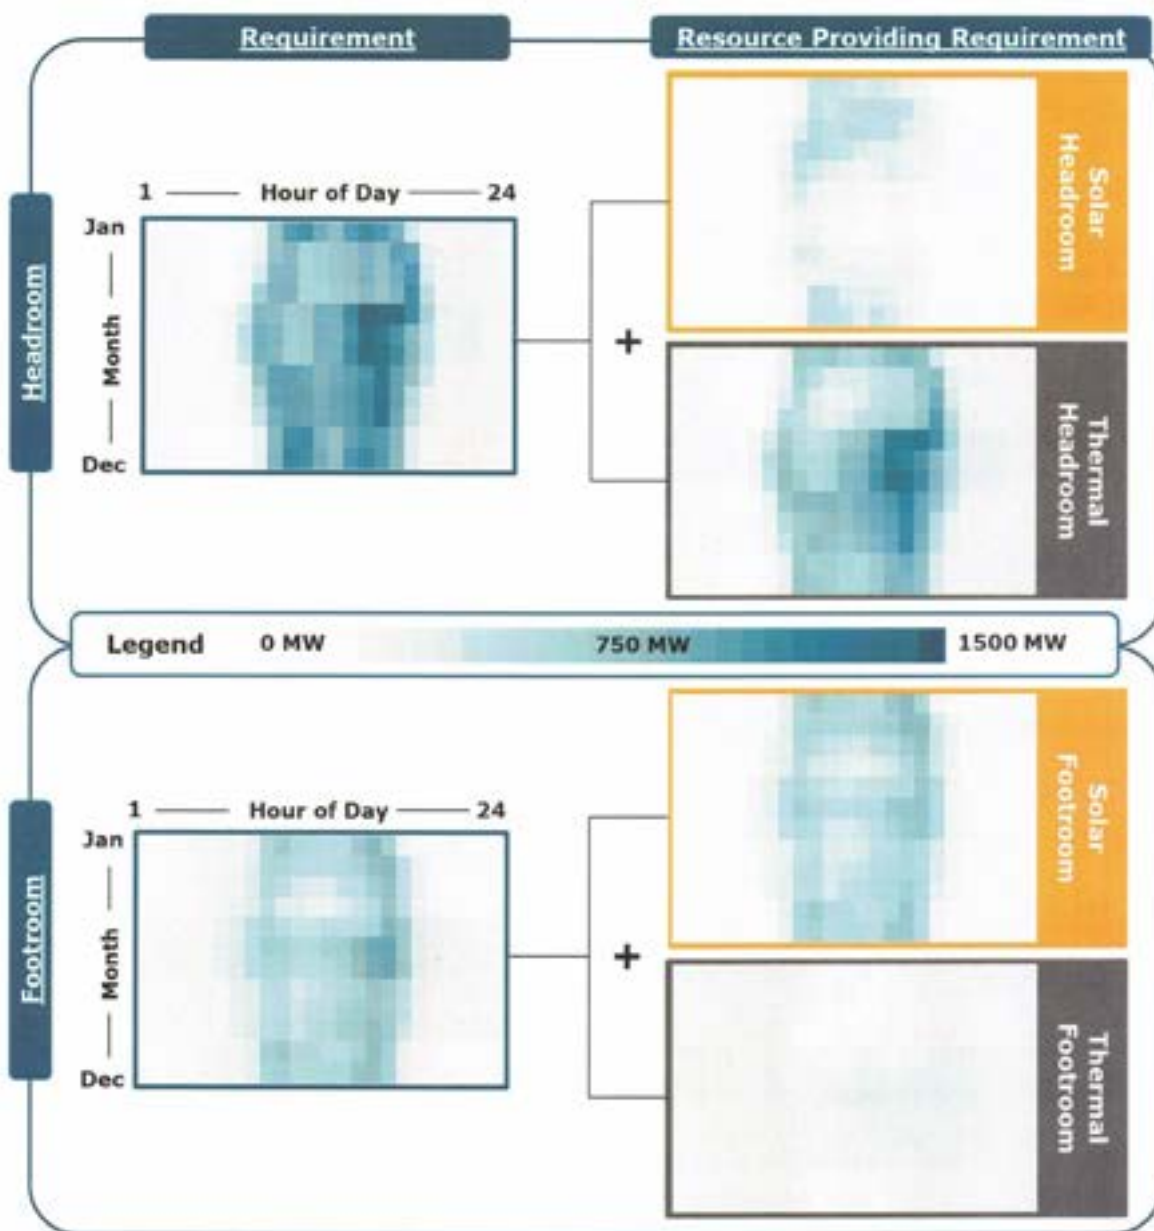 Requirement
Resource Providing Requirement
Headroom
1
Hour of Day
24
Jan
Month
Dec
Solar
Headroom
+
Thermal
Headroom
Legend
0 MW
750 MW
1500 MW
Footroom
1
Hour of Day
24
Jan
Month
Dec
Solar
Footroom
+
Thermal
Footroom